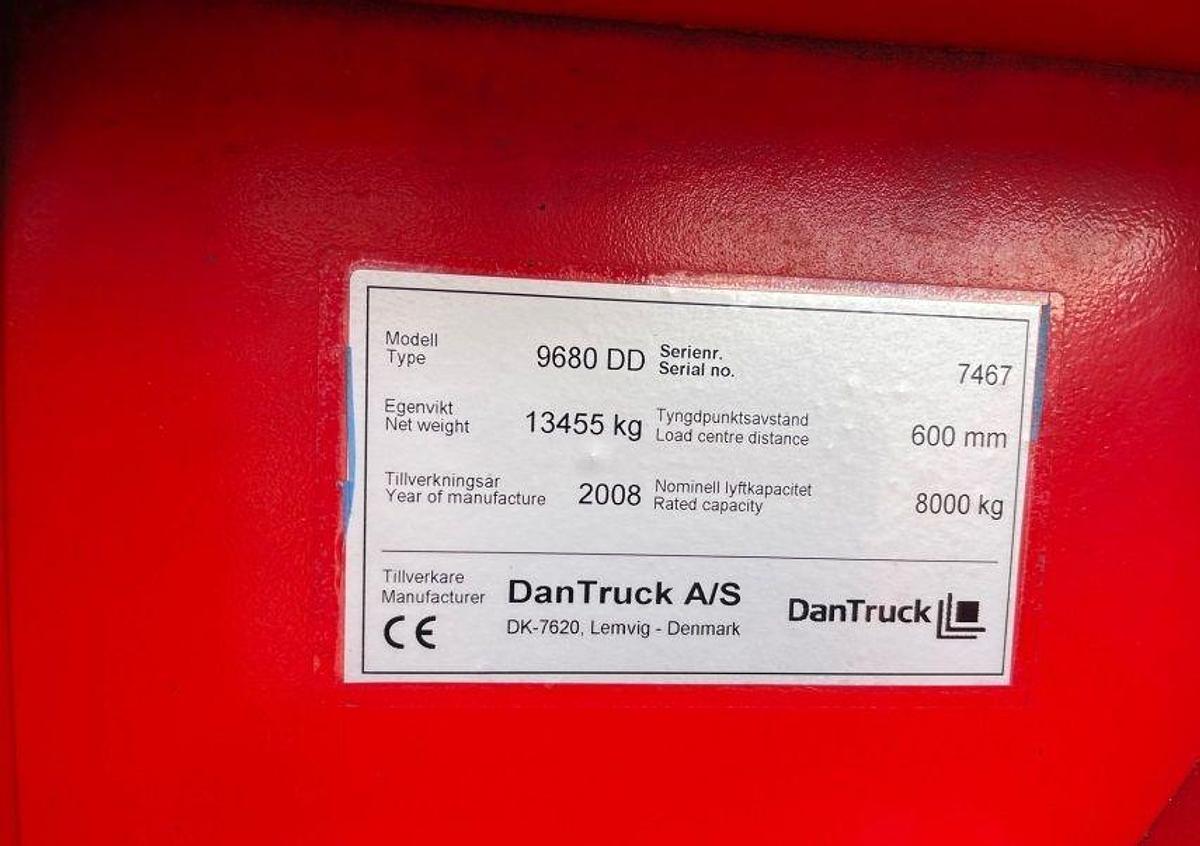 Modell
Type
9680 DD
Serienr.
Serial no.
7467
Egenvikt
Net weight
13455 kg
Tyngdpunktsavstand
Load centre distance
600 mm
Tillverkningsår
Year of manufacture
2008
Nominell lyftkapacitet
Rated capacity
8000 kg
Tillverkare
Manufacturer
DanTruck A/S
DK-7620, Lemvig - Denmark
CE
DanTruck